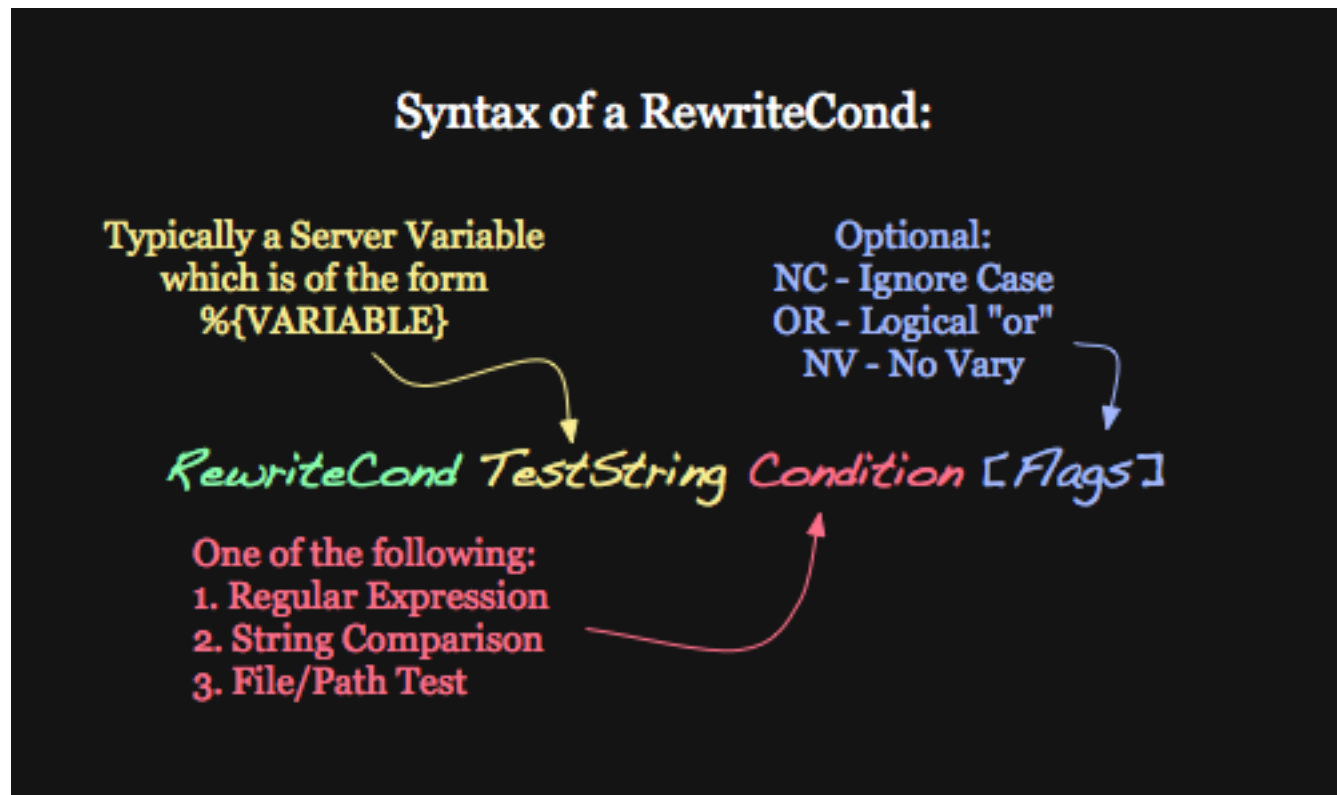 Syntax of a RewriteCond:
Typically a Server Variable
which is of the form
%{VARIABLE}
Optional:
NC - Ignore Case
OR - Logical "or"
NV - No Vary
RewriteCond TestString Condition [Flags]
One of the following:
1. Regular Expression
2. String Comparison
3. File/Path Test